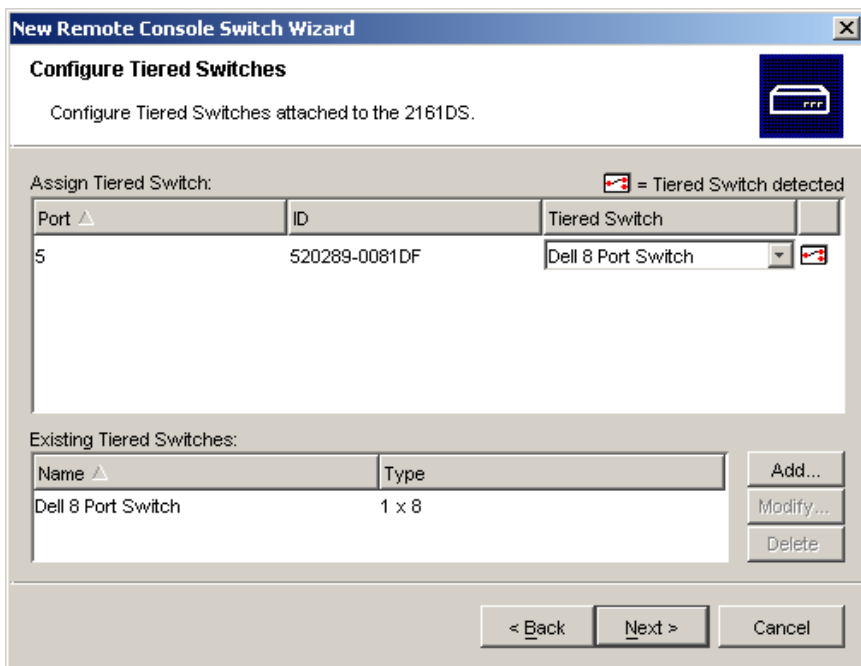 New Remote Console Switch Wizard
Configure Tiered Switches
Configure Tiered Switches attached to the 2161DS.
Assign Tiered Switch:
= Tiered Switch detected
Port ID Tiered Switch
5 520289-0081DF Dell 8 Port Switch
Existing Tiered Switches:
Name Type
Dell 8 Port Switch 1 x 8
Add...
Modify...
Delete
< Back Next > Cancel